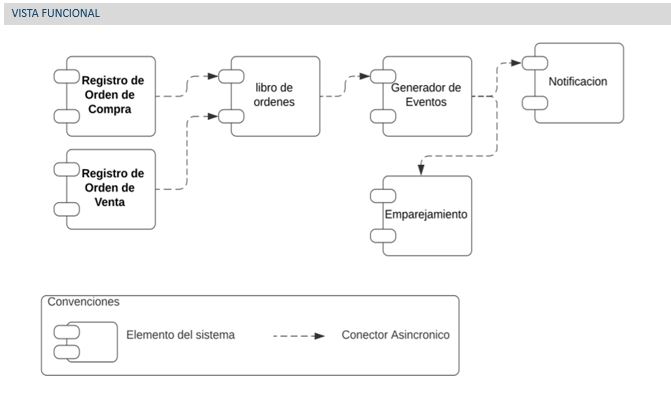 VISTA FUNCIONAL
Registro de
Orden de
Compra
libro de
ordenes
Generador de
Eventos
Notificacion
Registro de
Orden de
Venta
Emparejamiento
Convenciones
Elemento del sistema
Conector Asincronico